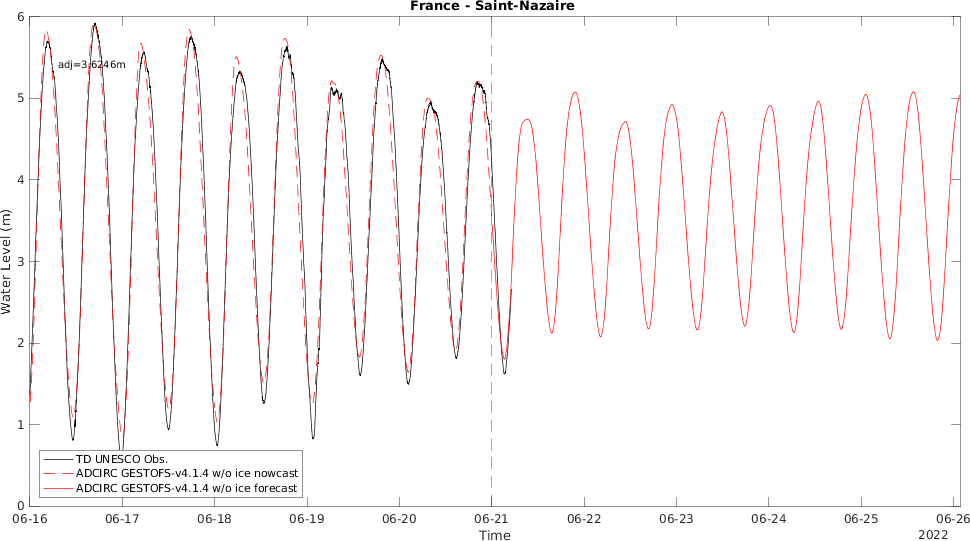 France - Saint-Nazaire
6
5
4
3
2
1
0
Water Level (m)
adj=3.6246m
TD UNESCO Obs.
ADCIRC GESTOFS-v4.1.4 w/o ice nowcast
ADCIRC GESTOFS-v4.1.4 w/o ice forecast
06-16 06-17 06-18 06-19 06-20 06-21 06-22 06-23 06-24 06-25 06-26
Time
2022